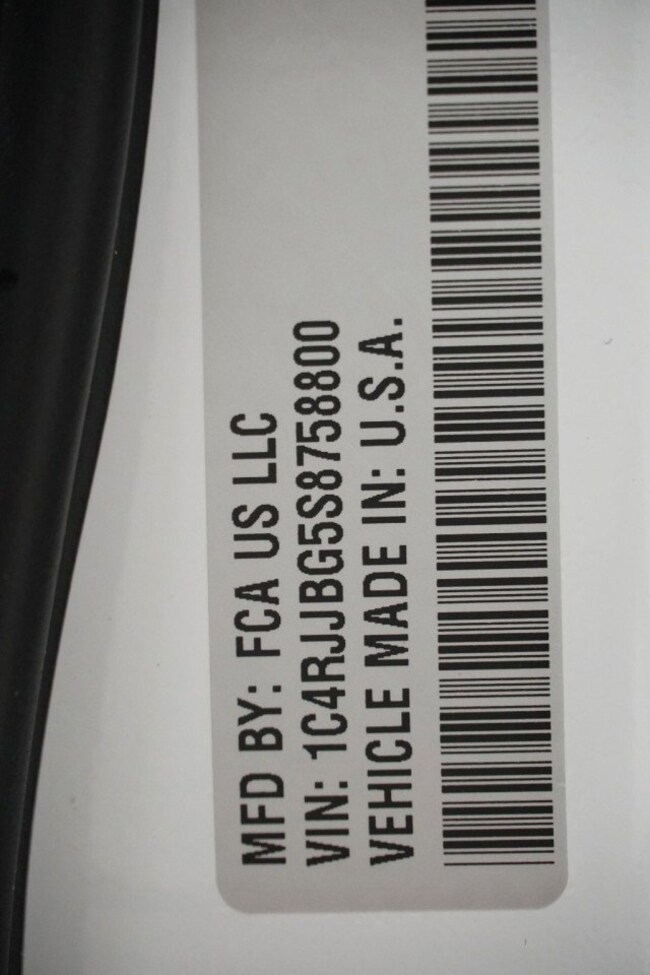 MFD BY: FCA US LLC
VIN: 1C4RJJBG5S8758800
VEHICLE MADE IN: U.S.A.